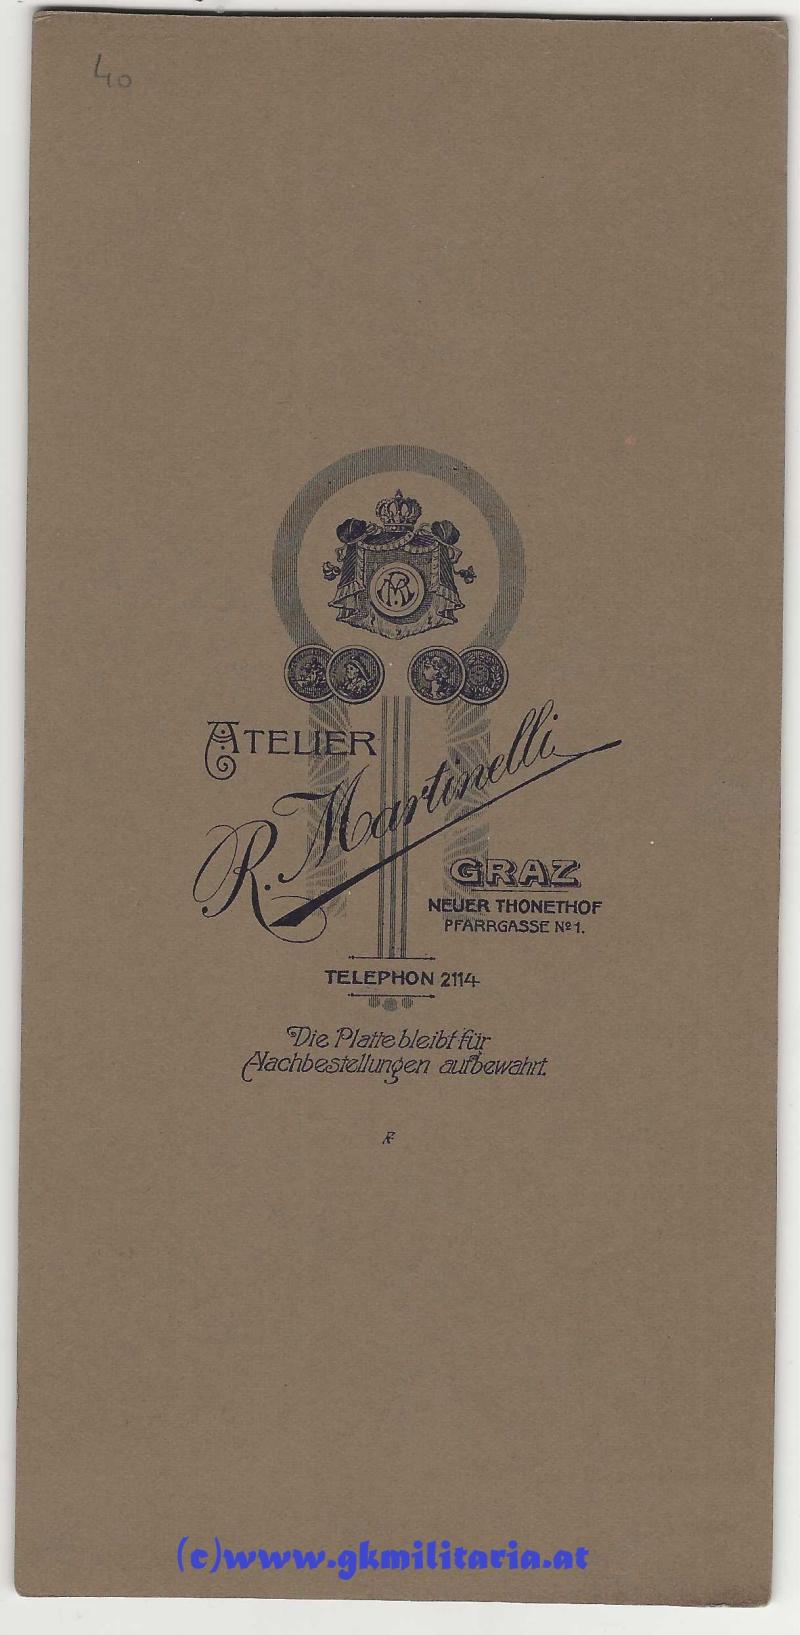 40
MR
ATELIER
R. Martinelli
GRAZ
NEUER THONETHOF
PFARRGASSE Nº 1.
TELEPHON 2114
Die Platte bleibt für
Nachbestellungen aufbewahrt.
(c)www.gkmilitaria.at